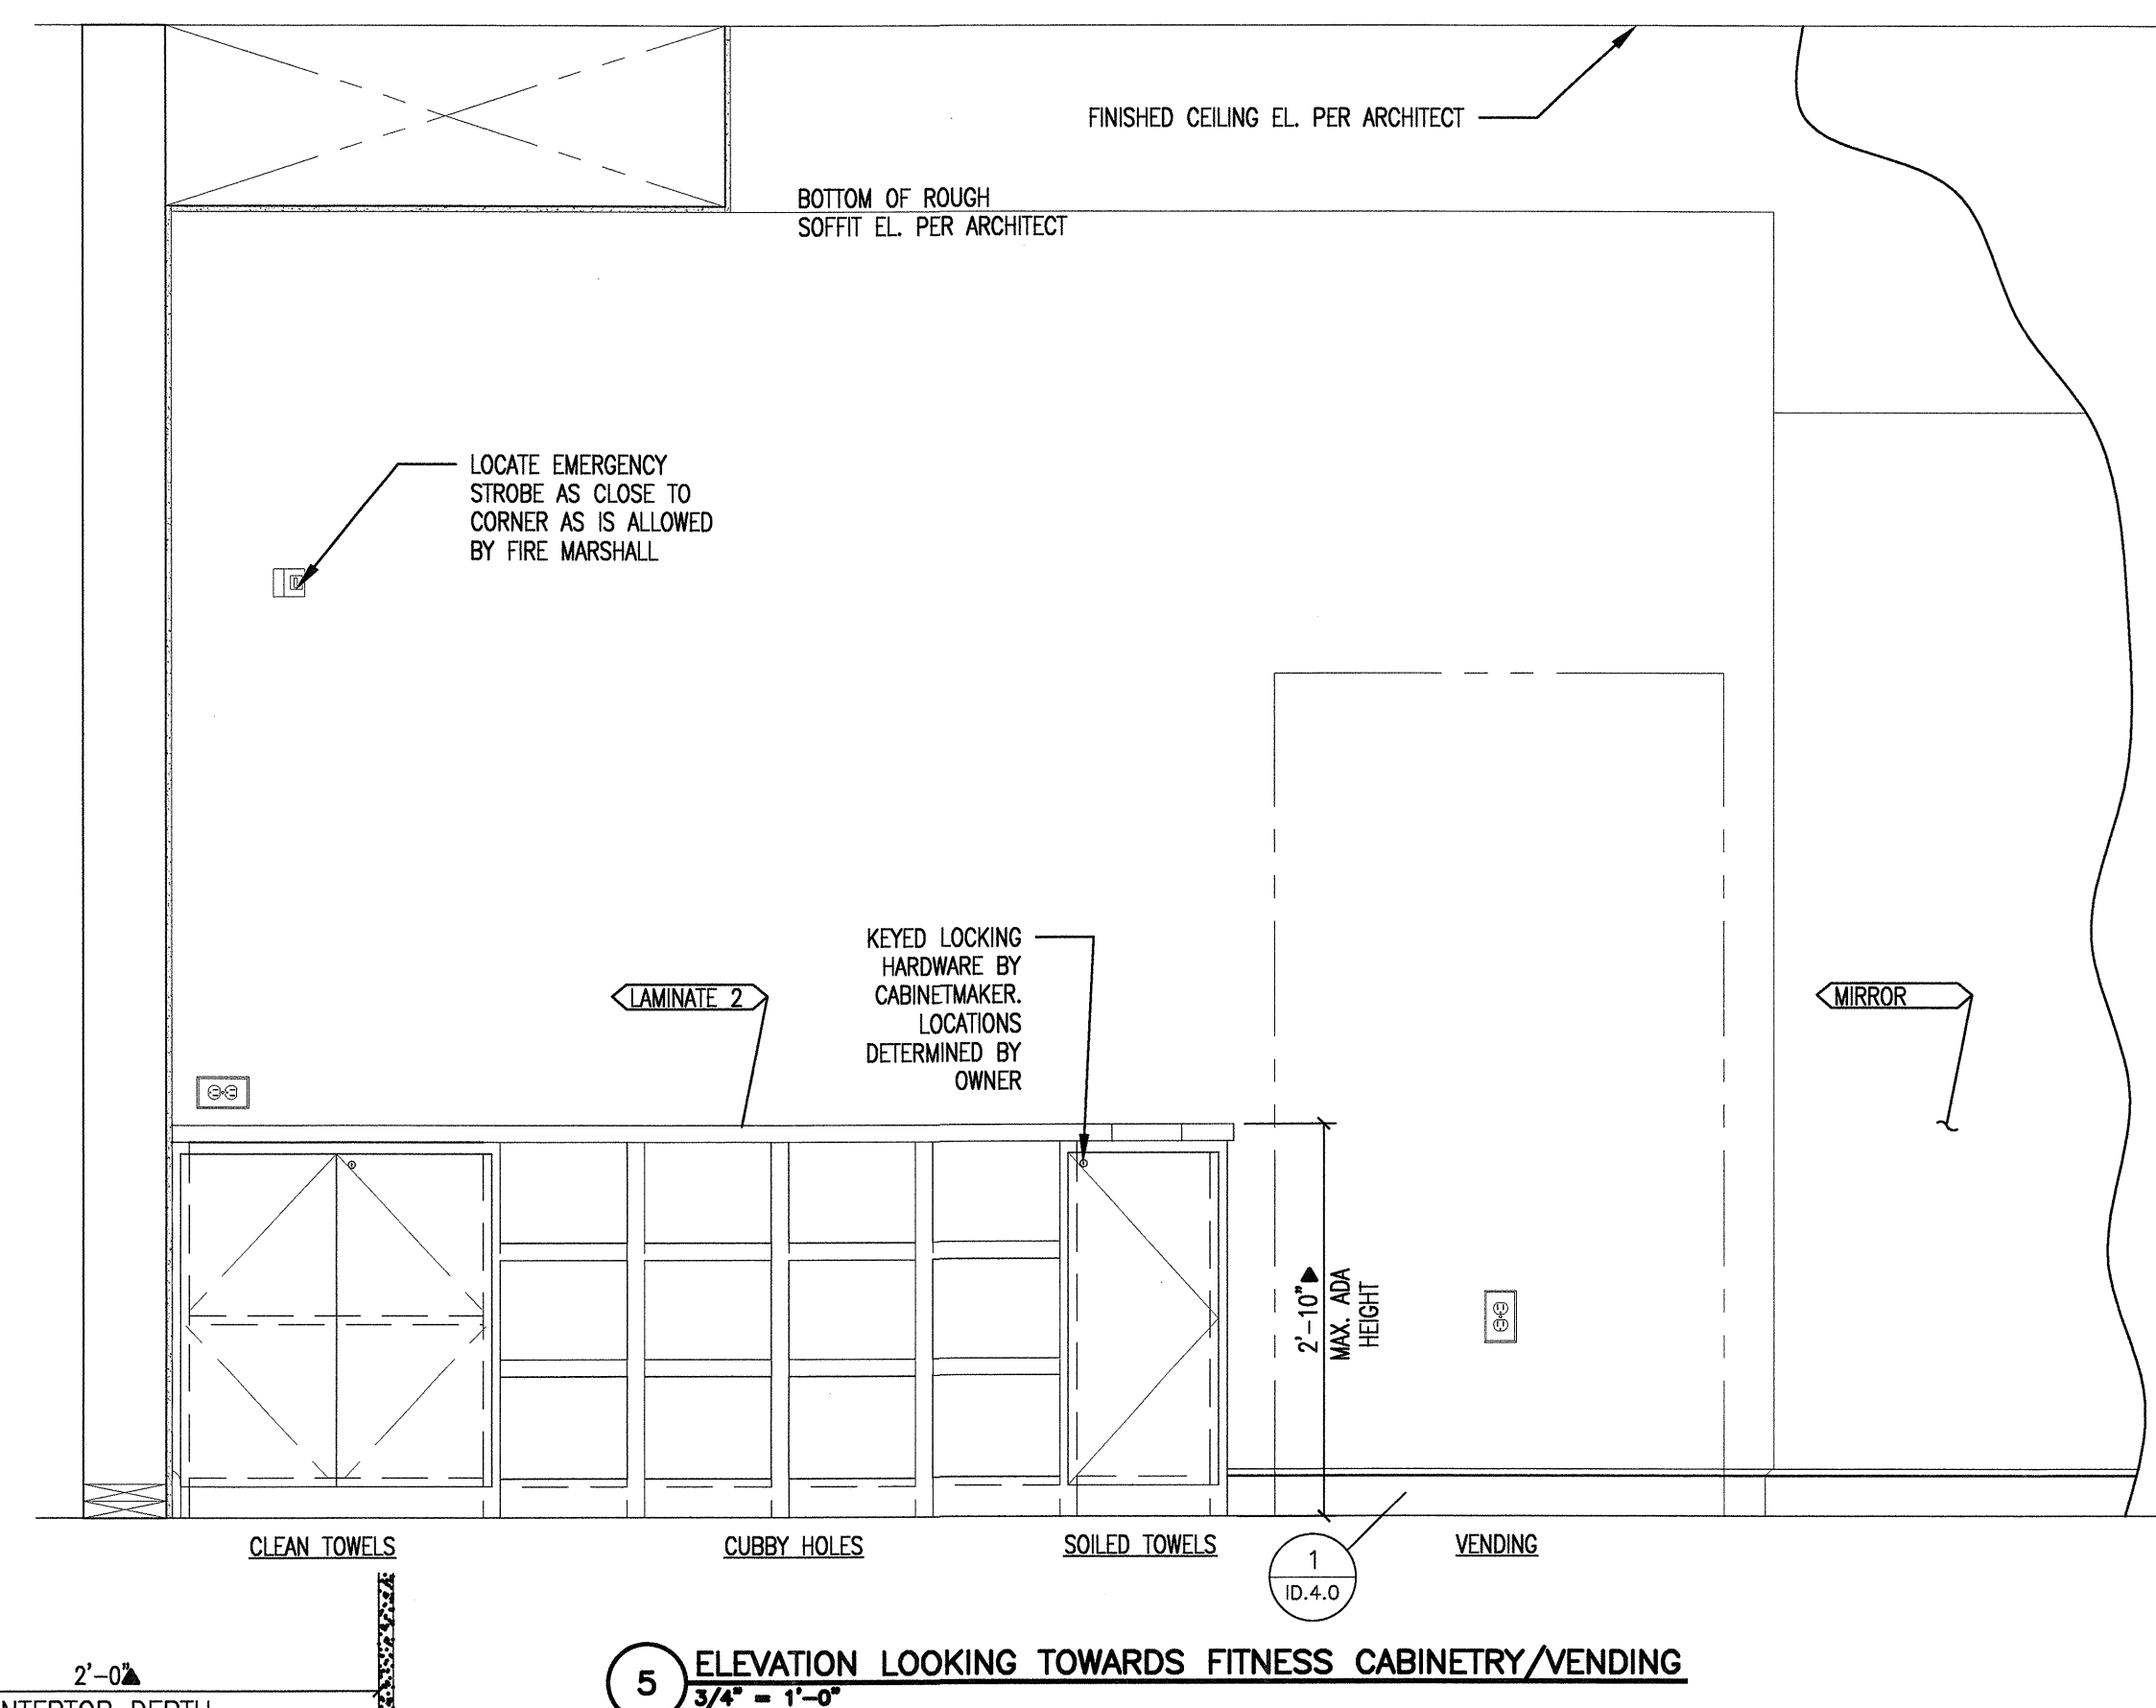 FINISHED CEILING EL. PER ARCHITECT
BOTTOM OF ROUGH
SOFFIT EL. PER ARCHITECT
LOCATE EMERGENCY
STROBE AS CLOSE TO
CORNER AS IS ALLOWED
BY FIRE MARSHALL
KEYED LOCKING
HARDWARE BY
CABINETMAKER.
LOCATIONS
DETERMINED BY
OWNER
LAMINATE 2
MIRROR
2'-10"
MAX. ADA
HEIGHT
CLEAN TOWELS
CUBBY HOLES
SOILED TOWELS
VENDING
1
ID.4.0
2'-0"
NTERIOR DEPTH
5
ELEVATION LOOKING TOWARDS FITNESS CABINETRY/VENDING
3/4" = 1'-0"